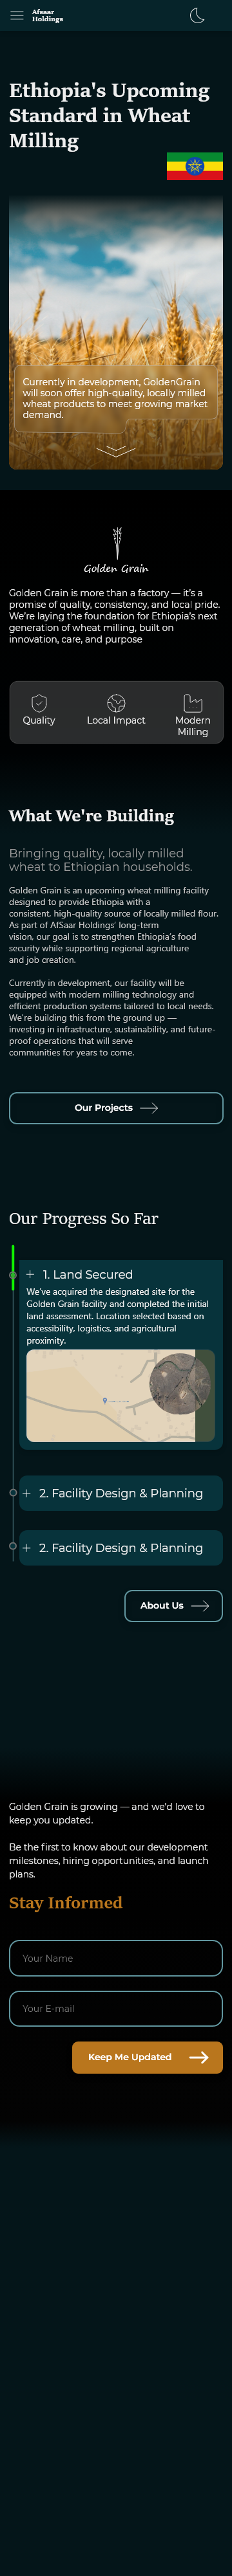 Afsaar
Holdings
Ethiopia's Upcoming
Standard in Wheat
Milling
Currently in development, GoldenGrain
will soon offer high-quality, locally milled
wheat products to meet growing market
demand.
Golden Grain
Golden Grain is more than a factory — it's a
promise of quality, consistency, and local pride.
We're laying the foundation for Ethiopia's next
generation of wheat milling, built on
innovation, care, and purpose
Quality
Local Impact
Modern
Milling
What We're Building
Bringing quality, locally milled
wheat to Ethiopian households.
Golden Grain is an upcoming wheat milling facility
designed to provide Ethiopia with a
consistent, high-quality source of locally milled flour.
As part of AfSaar Holdings' long-term
vision, our goal is to strengthen Ethiopia's food
security while supporting regional agriculture
and job creation.
Currently in development, our facility will be
equipped with modern milling technology and
efficient production systems tailored to local needs.
We're building this from the ground up —
investing in infrastructure, sustainability, and future-
proof operations that will serve
communities for years to come.
Our Projects
Our Progress So Far
1. Land Secured
We've acquired the designated site for the
Golden Grain facility and completed the initial
land assessment. Location selected based on
accessibility, logistics, and agricultural
proximity.
2. Facility Design & Planning
2. Facility Design & Planning
About Us
Golden Grain is growing — and we'd love to
keep you updated.
Be the first to know about our development
milestones, hiring opportunities, and launch
plans.
Stay Informed
Your Name
Your E-mail
Keep Me Updated